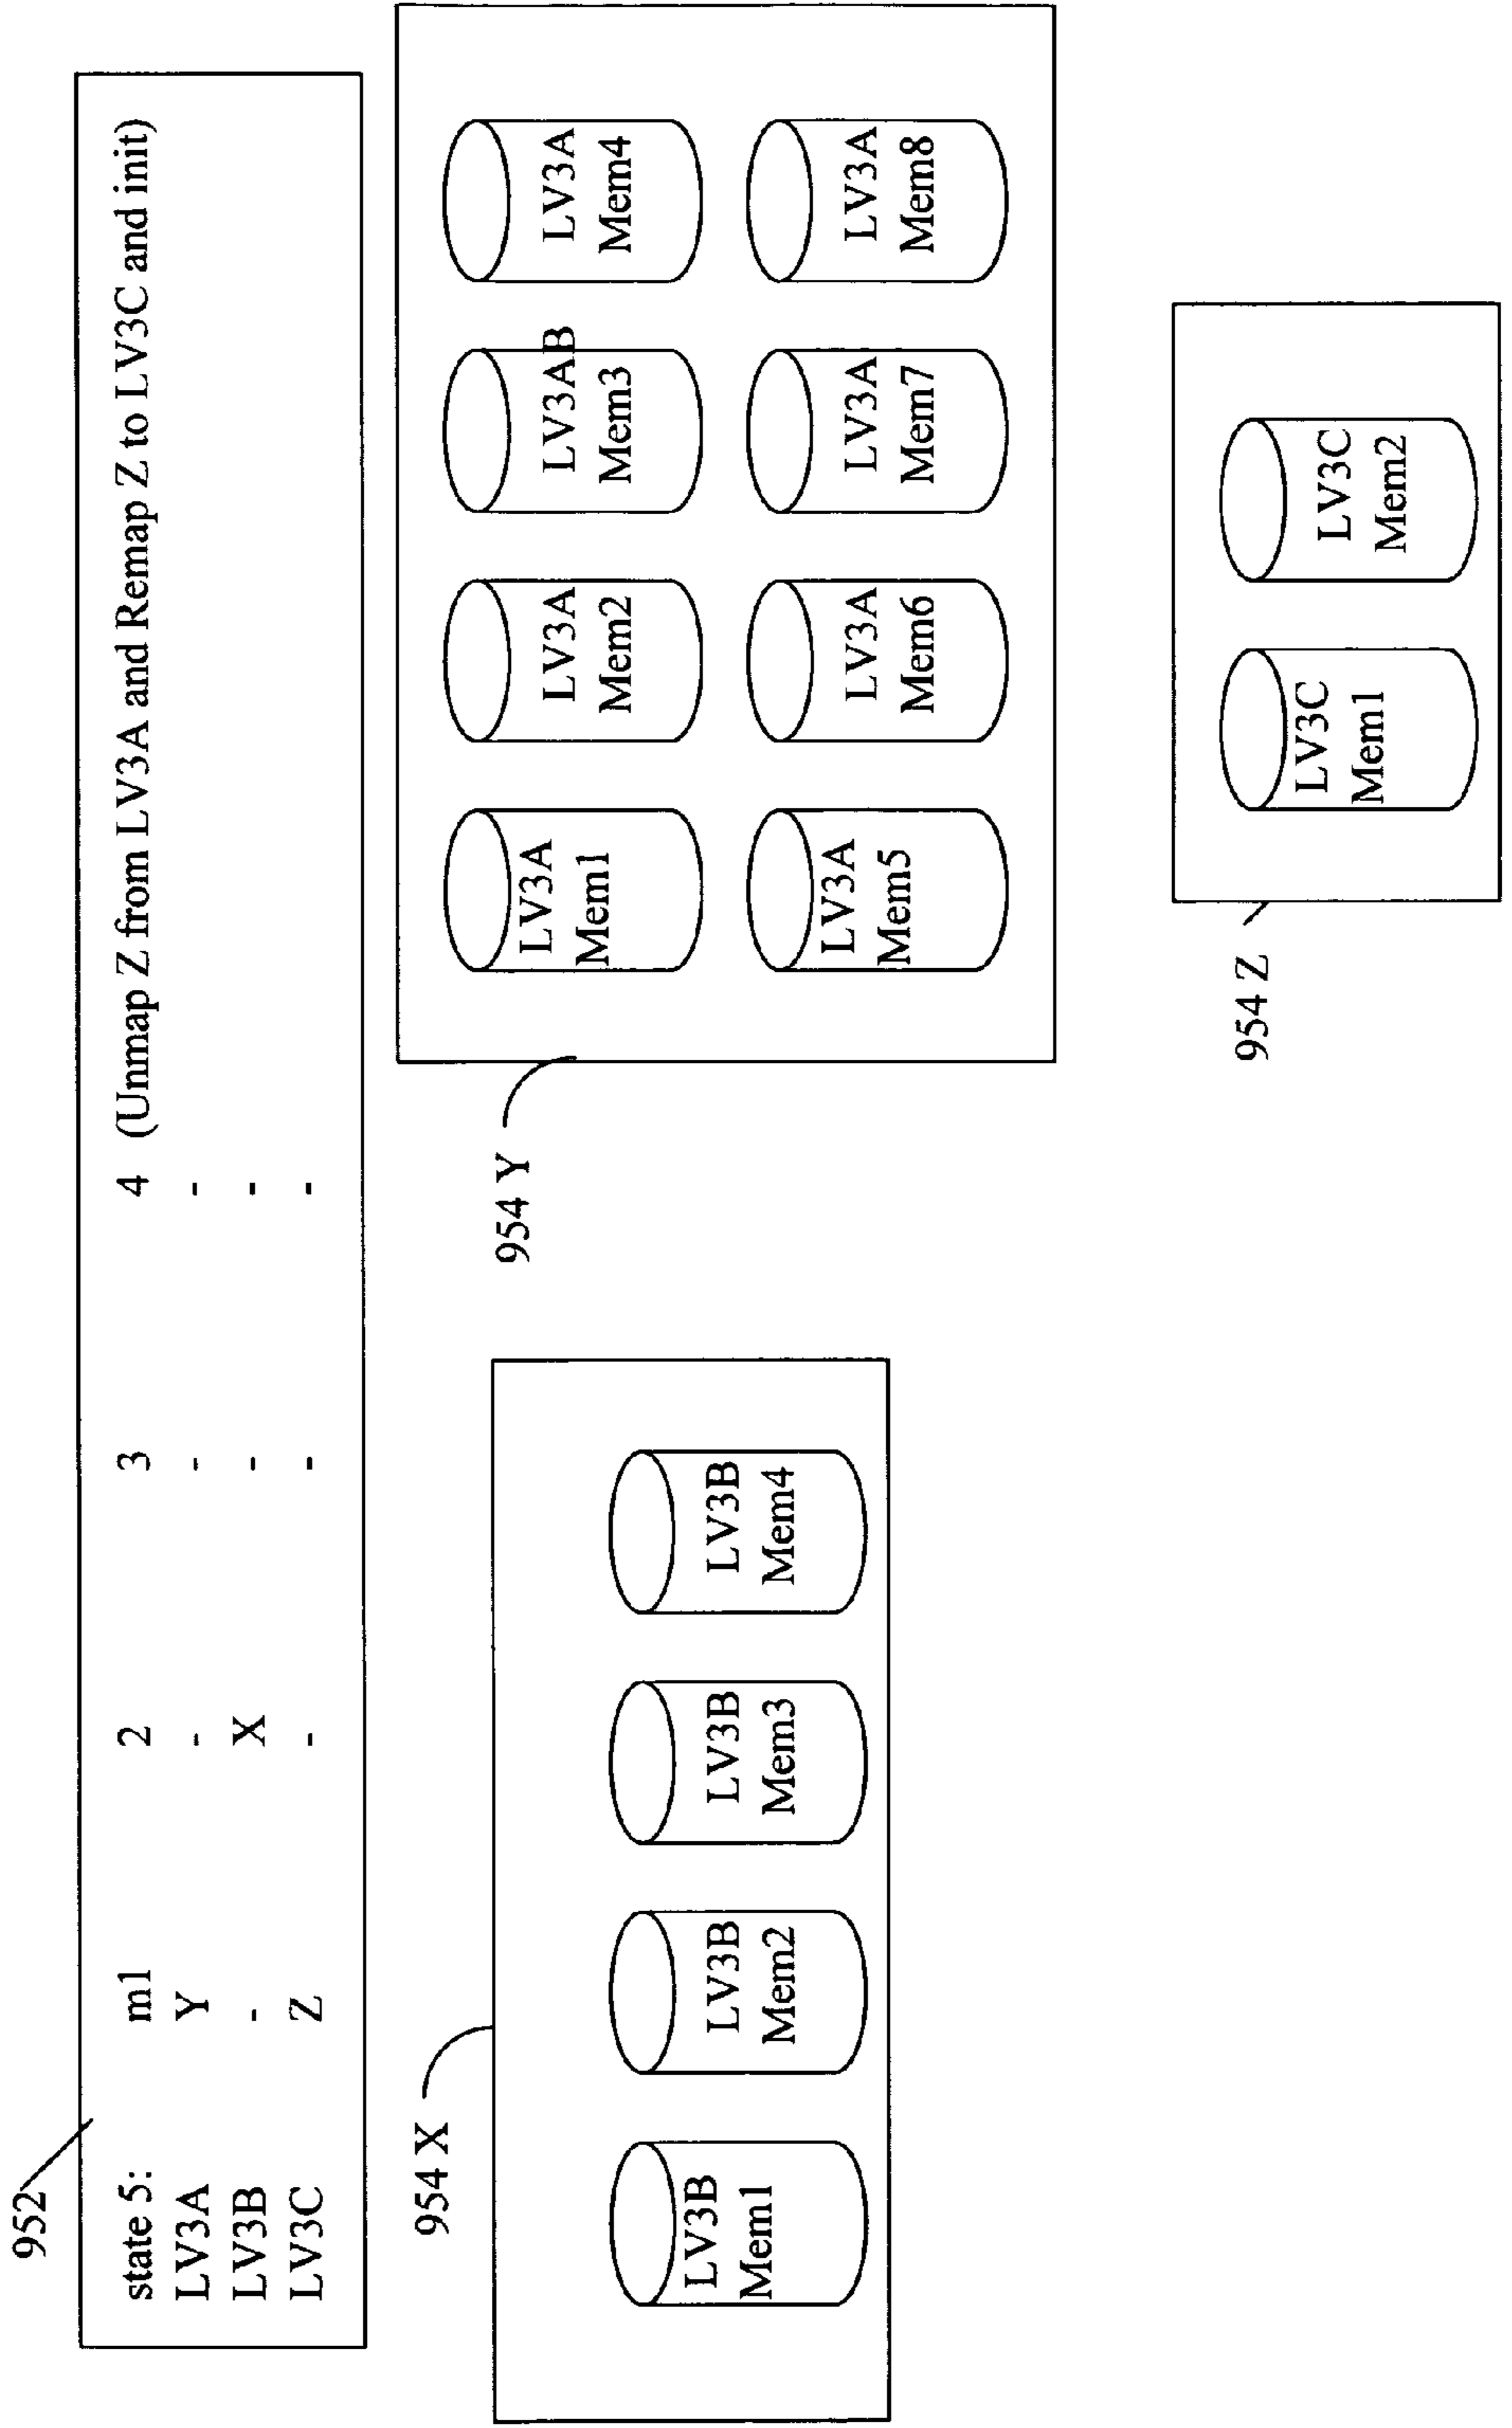 952
state 5: m1 2 3 4 (Unmap Z from LV3A and Remap Z to LV3C and init)
LV3A Y - - -
LV3B - X - -
LV3C Z - - -
954 X
LV3B
Mem1
LV3B
Mem2
LV3B
Mem3
LV3B
Mem4
954 Y
LV3A
Mem1
LV3A
Mem2
LV3AB
Mem3
LV3A
Mem4
LV3A
Mem5
LV3A
Mem6
LV3A
Mem7
LV3A
Mem8
954 Z
LV3C
Mem1
LV3C
Mem2